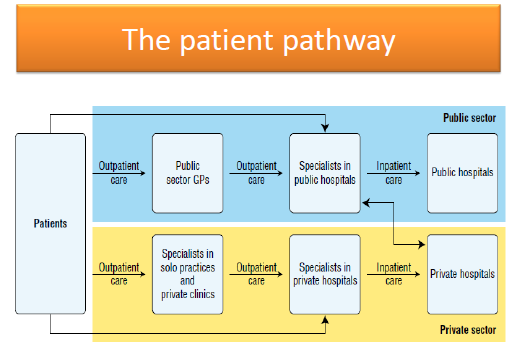 The patient pathway
Public sector
Patients
Outpatient
care
Public
sector GPs
Outpatient
care
Specialists in
public hospitals
Inpatient
care
Public hospitals
Outpatient
care
Specialists in
solo practices
and
private clinics
Outpatient
care
Specialists in
private hospitals
Inpatient
care
Private hospitals
Private sector